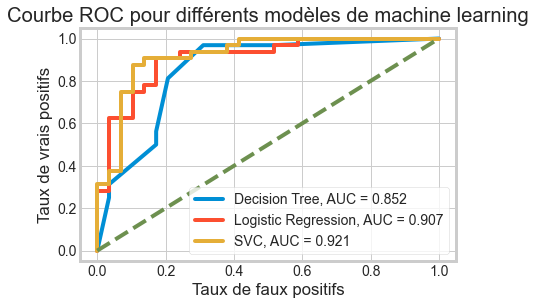 Courbe ROC pour différents modèles de machine learning
Taux de vrais positifs
1.0
0.8
0.6
0.4
0.2
0.0
Decision Tree, AUC = 0.852
Logistic Regression, AUC = 0.907
SVC, AUC = 0.921
0.0 0.2 0.4 0.6 0.8 1.0
Taux de faux positifs